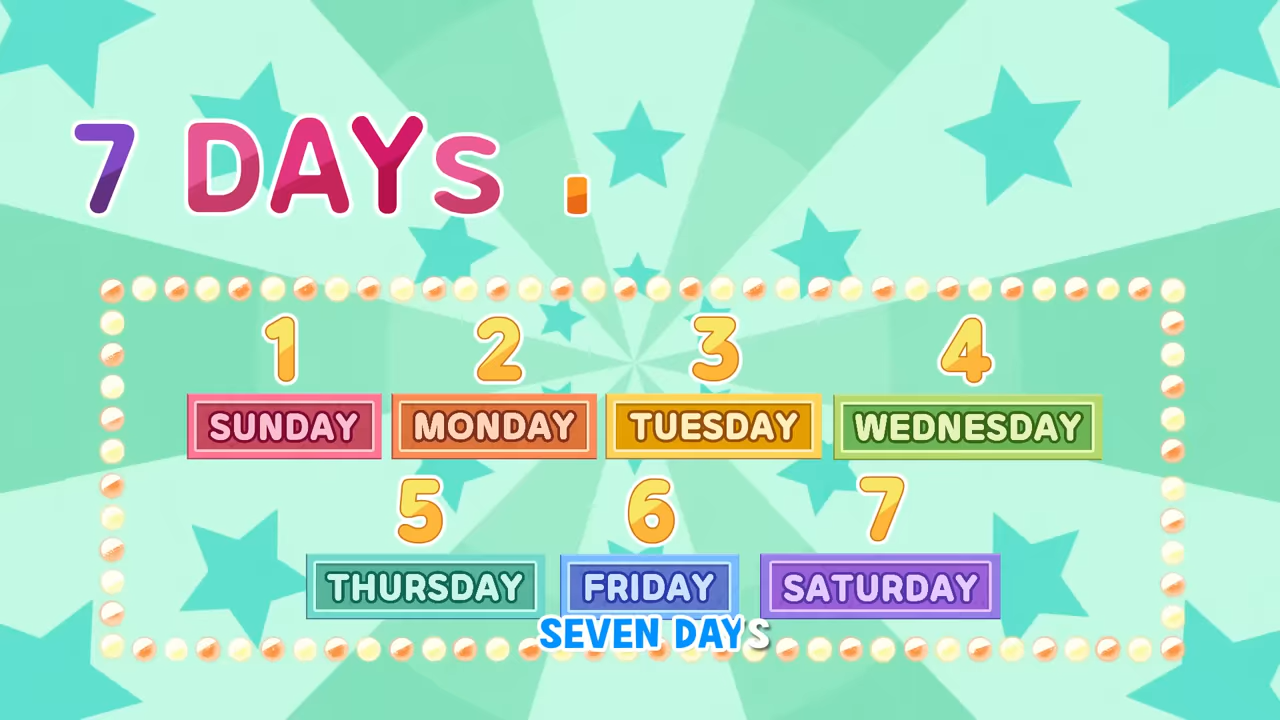 7 DAYs
1 2 3 4
SUNDAY MONDAY TUESDAY WEDNESDAY
5 6 7
THURSDAY FRIDAY SATURDAY
SEVEN DAYS